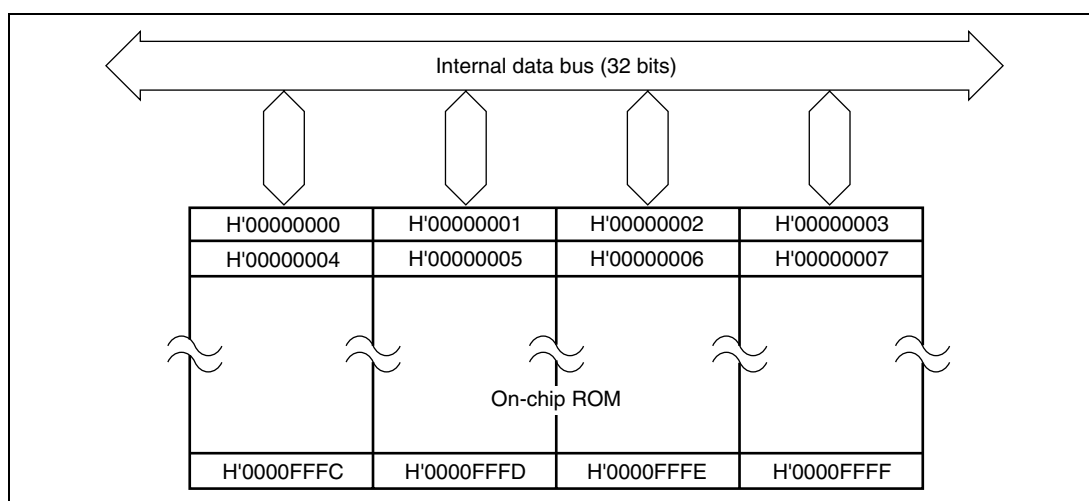 Internal data bus (32 bits)
H'00000000 H'00000001 H'00000002 H'00000003
H'00000004 H'00000005 H'00000006 H'00000007
On-chip ROM
H'0000FFFC H'0000FFFD H'0000FFFE H'0000FFFF